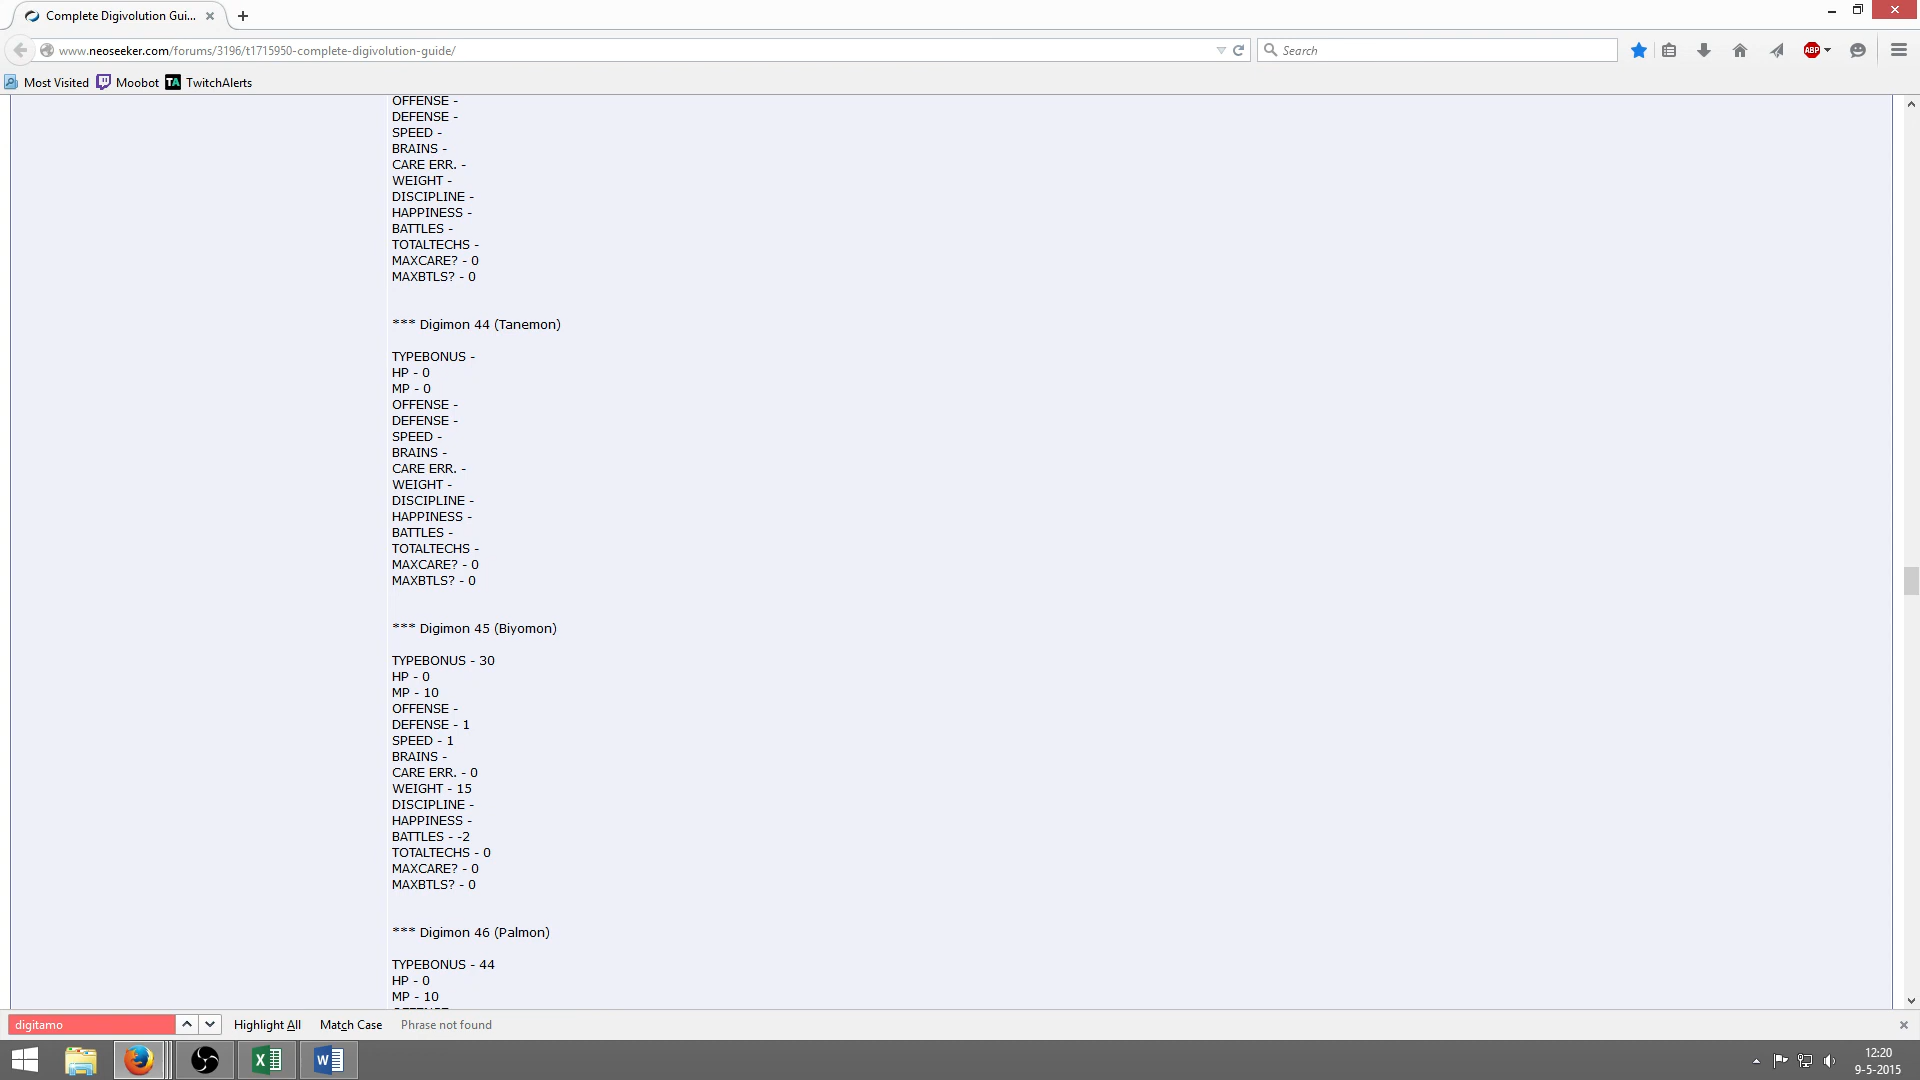 Complete Digivolution Gui...
www.neoseeker.com/forums/3196/t1715950-complete-digivolution-guide/
Search
ABP
Most Visited
Moobot
TA TwitchAlerts
OFFENSE -
DEFENSE -
SPEED -
BRAINS -
CARE ERR. -
WEIGHT -
DISCIPLINE -
HAPPINESS -
BATTLES -
TOTALTECHS -
MAXCARE? - 0
MAXBTLS? - 0
*** Digimon 44 (Tanemon)
TYPEBONUS -
HP - 0
MP - 0
OFFENSE -
DEFENSE -
SPEED -
BRAINS -
CARE ERR. -
WEIGHT -
DISCIPLINE -
HAPPINESS -
BATTLES -
TOTALTECHS -
MAXCARE? - 0
MAXBTLS? - 0
*** Digimon 45 (Biyomon)
TYPEBONUS - 30
HP - 0
MP - 10
OFFENSE -
DEFENSE - 1
SPEED - 1
BRAINS -
CARE ERR. - 0
WEIGHT - 15
DISCIPLINE -
HAPPINESS -
BATTLES - -2
TOTALTECHS - 0
MAXCARE? - 0
MAXBTLS? - 0
*** Digimon 46 (Palmon)
TYPEBONUS - 44
HP - 0
MP - 10
digitamo
Highlight All
Match Case
Phrase not found
12:20
9-5-2015